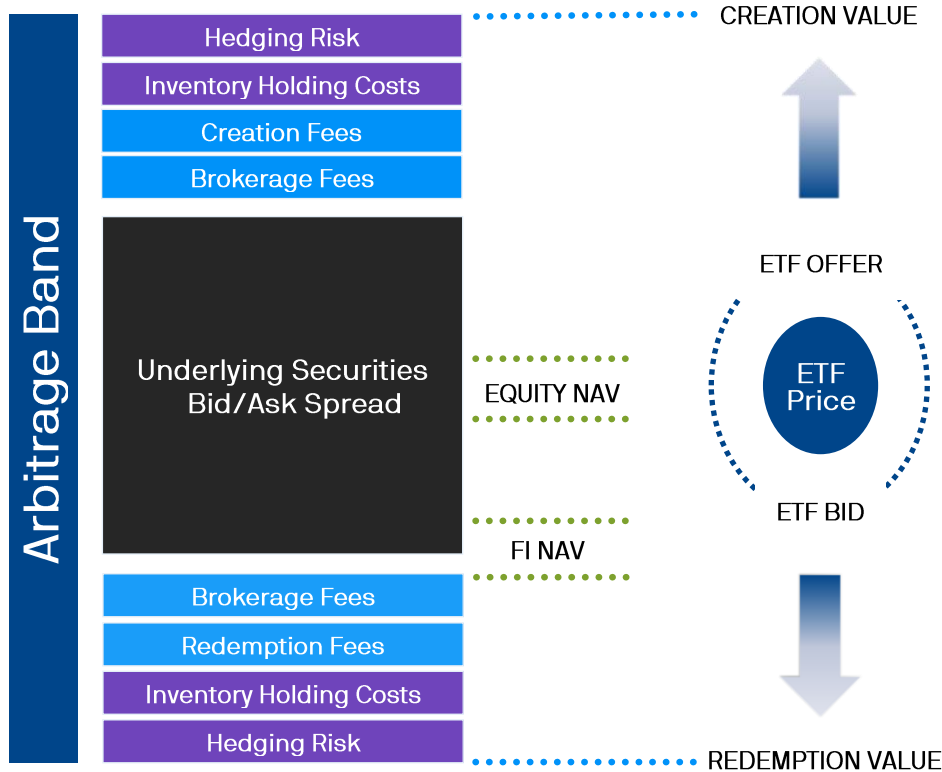 Arbitrage Band
Hedging Risk
Inventory Holding Costs
Creation Fees
Brokerage Fees
Underlying Securities
Bid/Ask Spread
Brokerage Fees
Redemption Fees
Inventory Holding Costs
Hedging Risk
EQUITY NAV
FI NAV
CREATION VALUE
ETF OFFER
ETF
Price
ETF BID
REDEMPTION VALUE